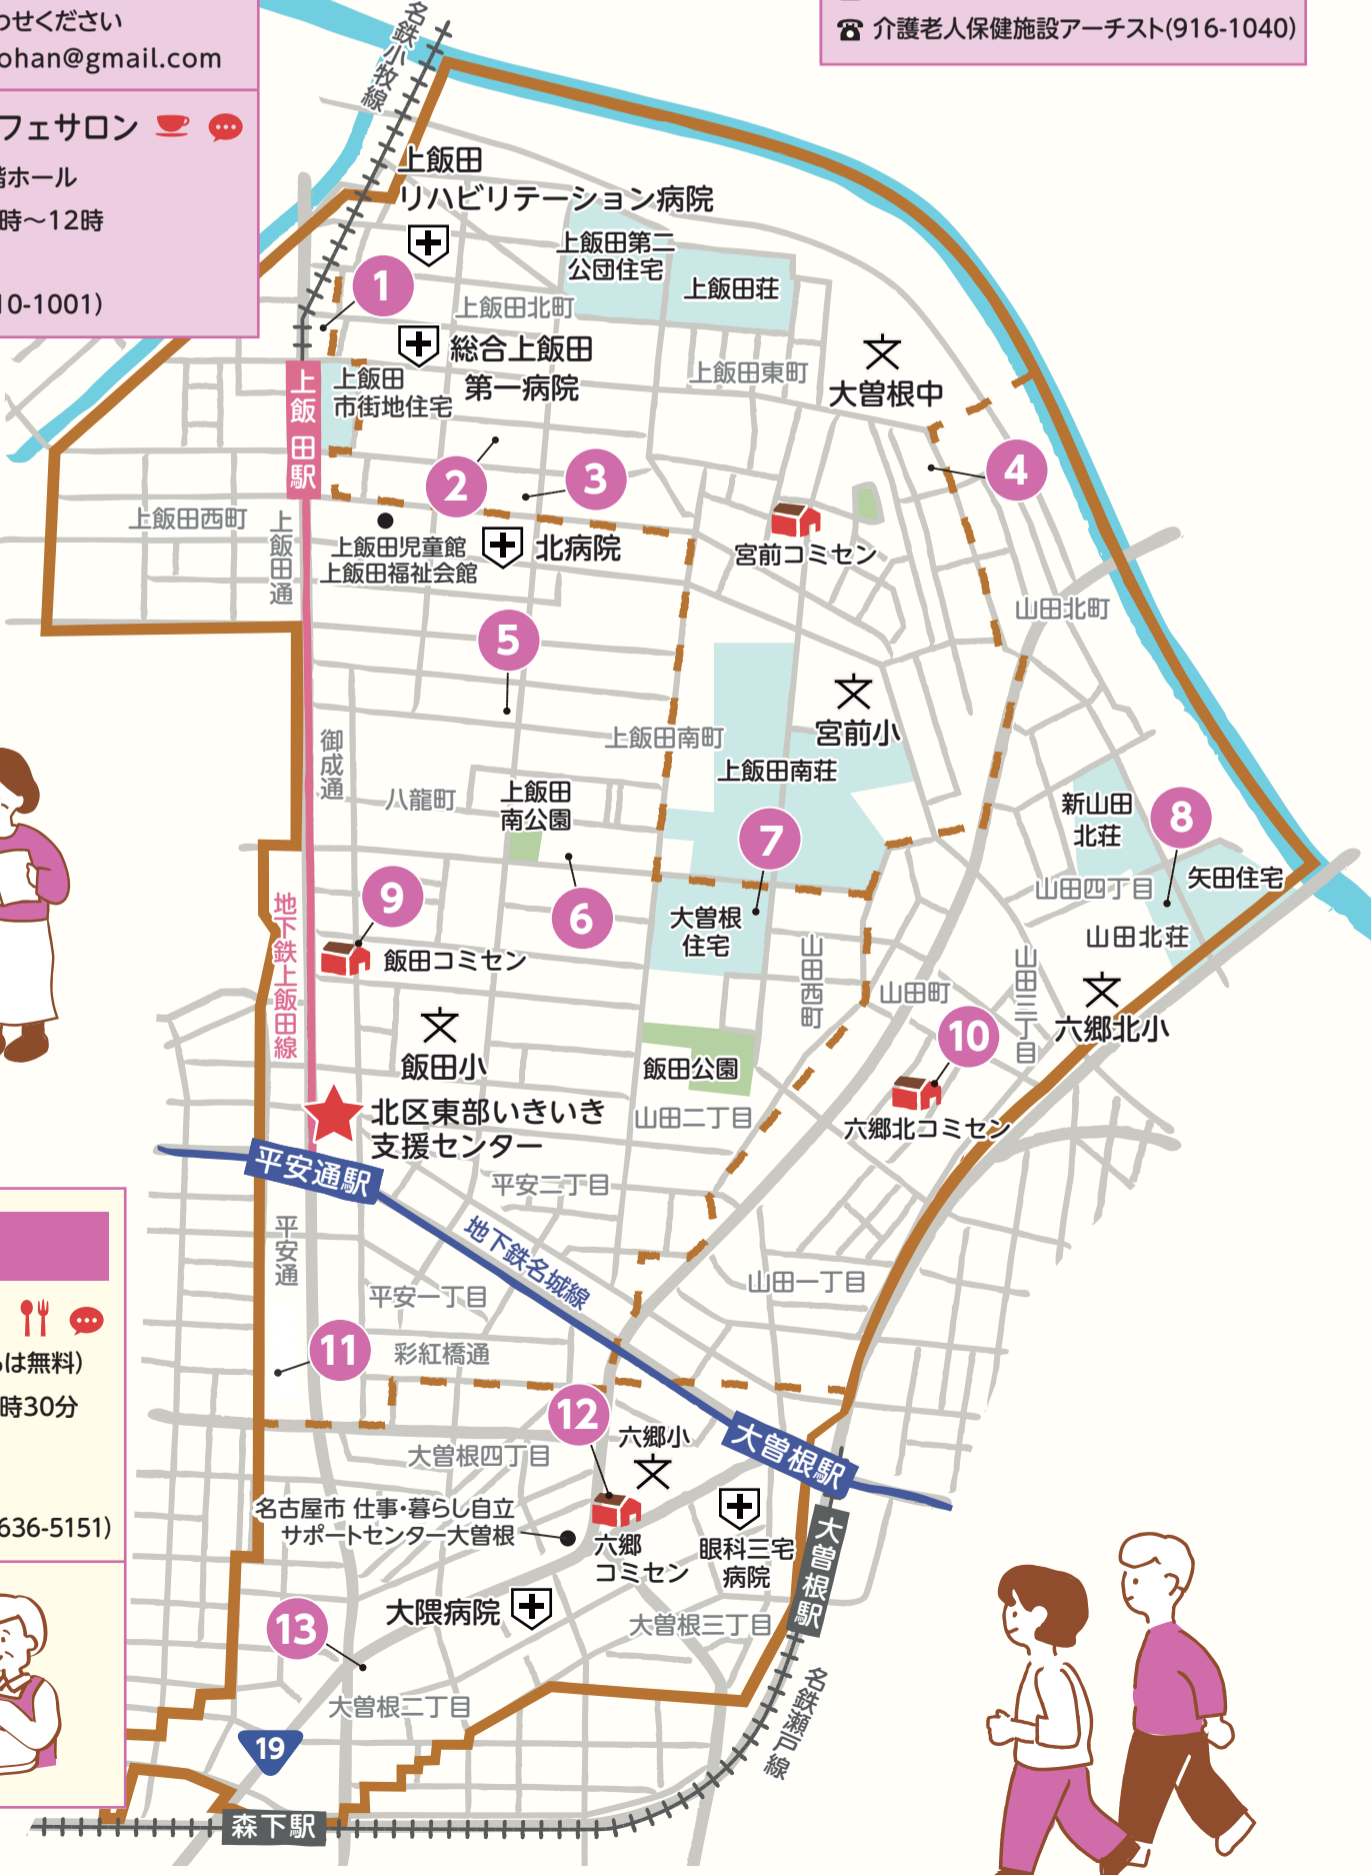 わせください
ohan@gmail.com
フェサロン
ホール
時～12時
10-1001)
☎ 介護老人保健施設アーチスト(916-1040)
名鉄小牧線
上飯田
リハビリテーション病院
上飯田第二
公団住宅
上飯田荘
1
上飯田北町
総合上飯田
第一病院
上飯田東町
大曽根中
上飯田駅
上飯田
市街地住宅
2
3
4
上飯田西町
上飯田通
上飯田児童館
上飯田福祉会館
北病院
宮前コミセン
山田北町
5
御成通
上飯田南町
宮前小
上飯田南荘
八龍町
上飯田
南公園
7
新山田
北荘
8
山田四丁目
矢田住宅
山田北荘
9
6
大曽根
住宅
地下鉄上飯田線
飯田コミセン
山田西町
山田町
山田三丁目
六郷北小
10
飯田小
飯田公園
六郷北コミセン
北区東部いきいき
支援センター
山田二丁目
平安通駅
平安二丁目
平安通
地下鉄名城線
山田一丁目
平安一丁目
彩紅橋通
11
は無料)
時30分
636-5151)
12
六郷小
大曽根駅
大曽根四丁目
名古屋市 仕事・暮らし自立
サポートセンター大曽根
六郷
コミセン
眼科三宅
病院
大曽根駅
大隈病院
大曽根三丁目
13
大曽根二丁目
名鉄瀬戸線
19
森下駅